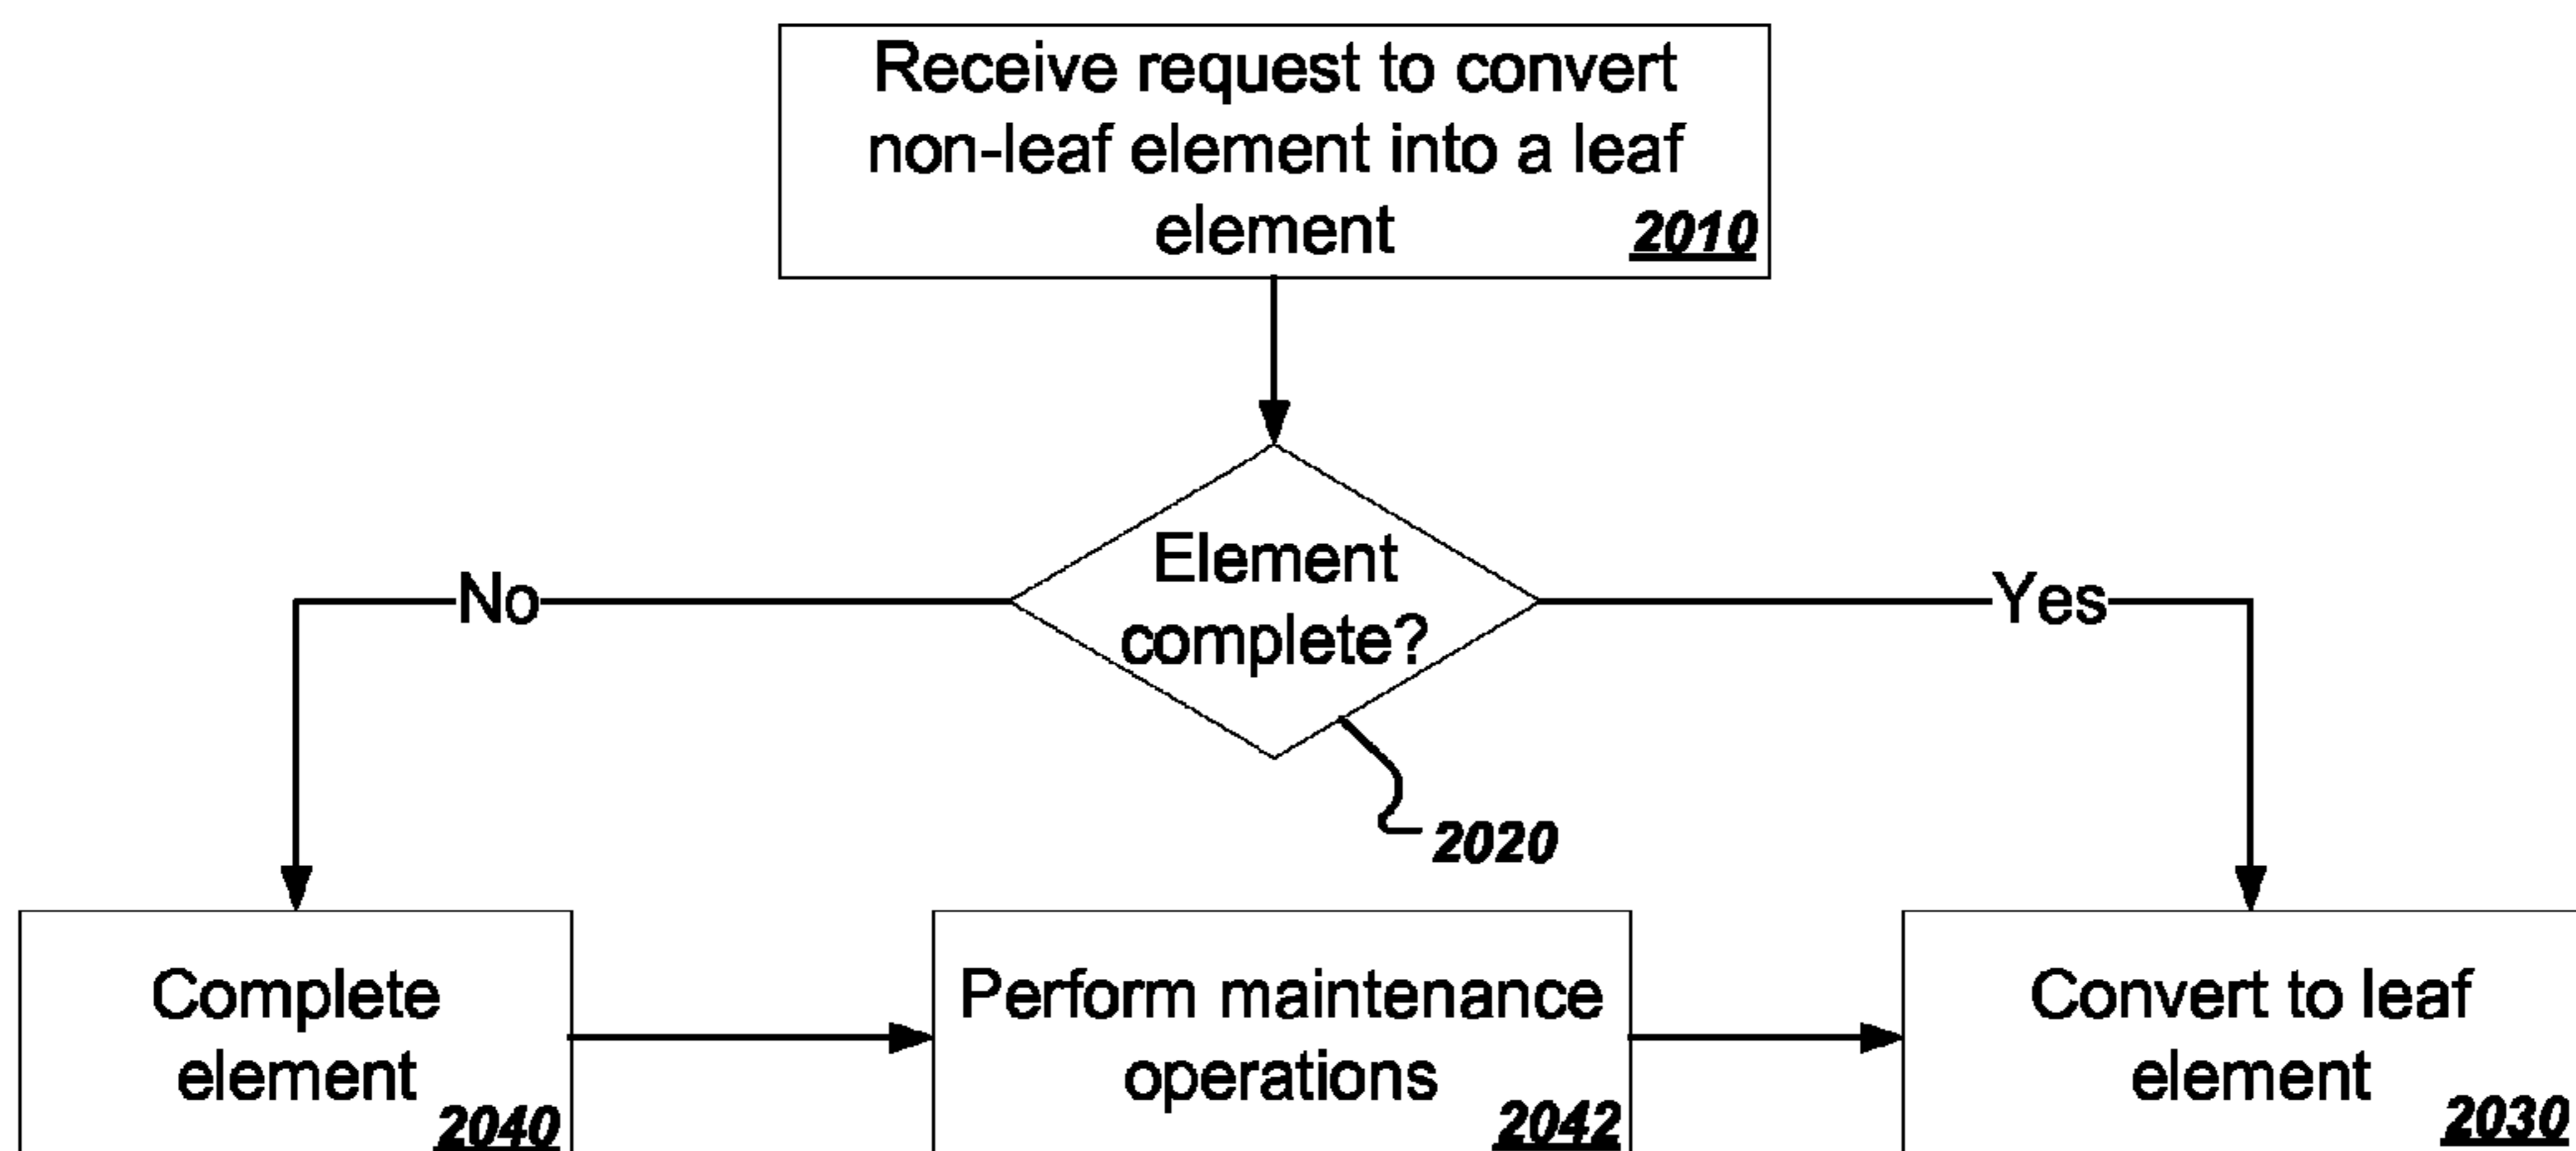 Receive request to convert
non-leaf element into a leaf
element
2010
Element
complete?
No
Yes
2020
Complete
element
2040
Perform maintenance
operations
2042
Convert to leaf
element
2030